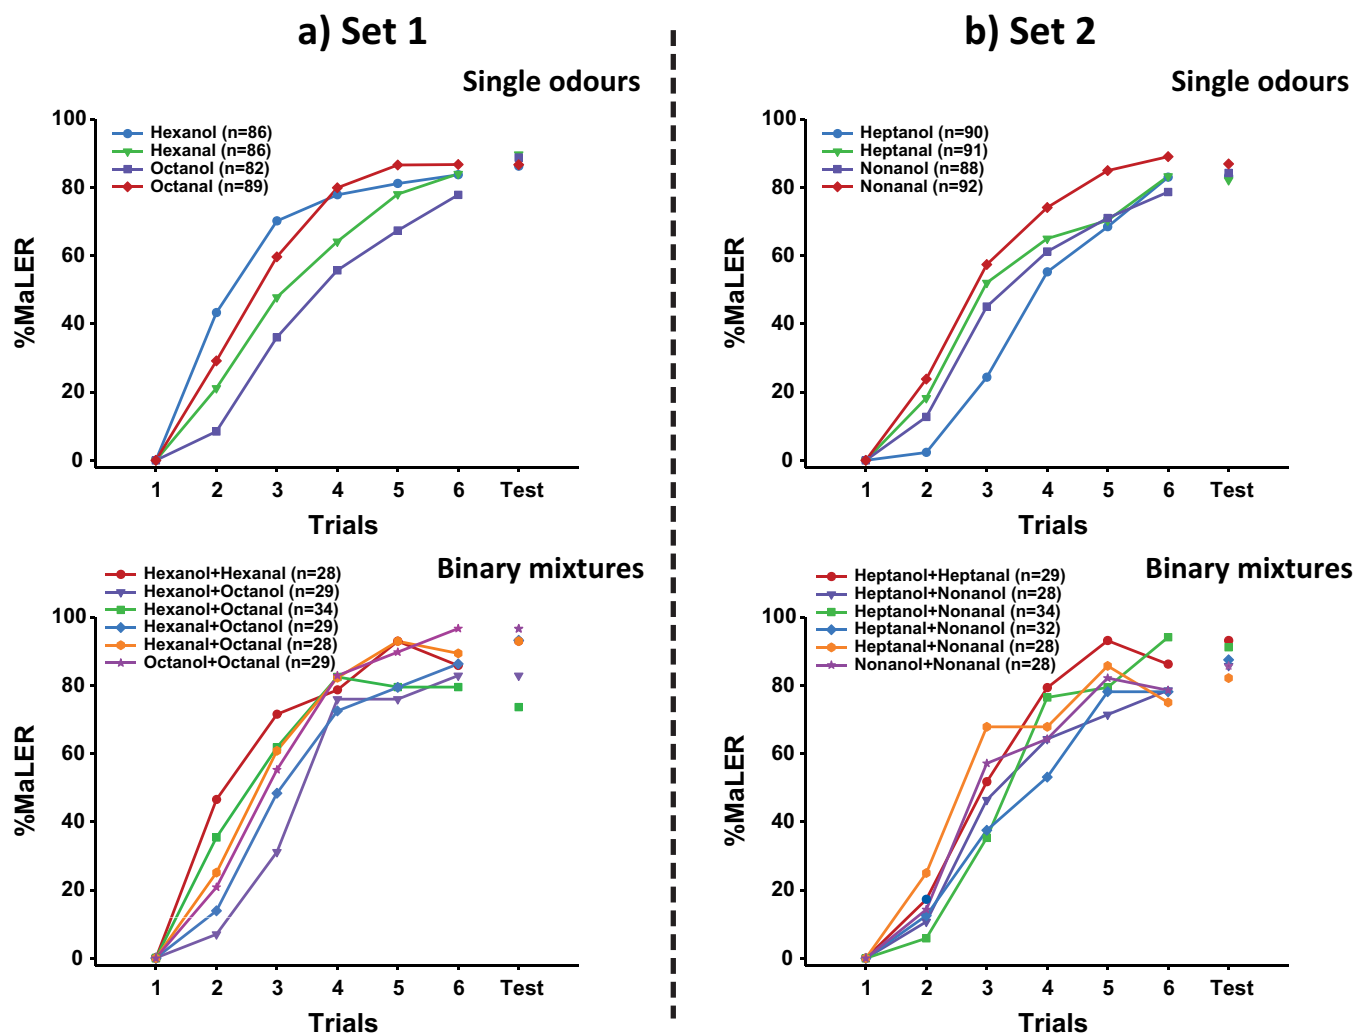 a) Set 1
Single odours
100
80
60
40
20
0
%MaLER
Hexanol (n=86)
Hexanal (n=86)
Octanol (n=82)
Octanal (n=89)
1 2 3 4 5 6 Test
Trials
Binary mixtures
100
80
60
40
20
0
%MaLER
Hexanol+Hexanal (n=28)
Hexanol+Octanol (n=29)
Hexanol+Octanal (n=34)
Hexanal+Octanol (n=29)
Hexanal+Octanal (n=28)
Octanol+Octanal (n=29)
1 2 3 4 5 6 Test
Trials
b) Set 2
Single odours
100
80
60
40
20
0
%MaLER
Heptanol (n=90)
Heptanal (n=91)
Nonanol (n=88)
Nonanal (n=92)
1 2 3 4 5 6 Test
Trials
Binary mixtures
100
80
60
40
20
0
%MaLER
Heptanol+Heptanal (n=29)
Heptanol+Nonanol (n=28)
Heptanol+Nonanal (n=34)
Heptanal+Nonanol (n=32)
Heptanal+Nonanal (n=28)
Nonanol+Nonanal (n=28)
1 2 3 4 5 6 Test
Trials